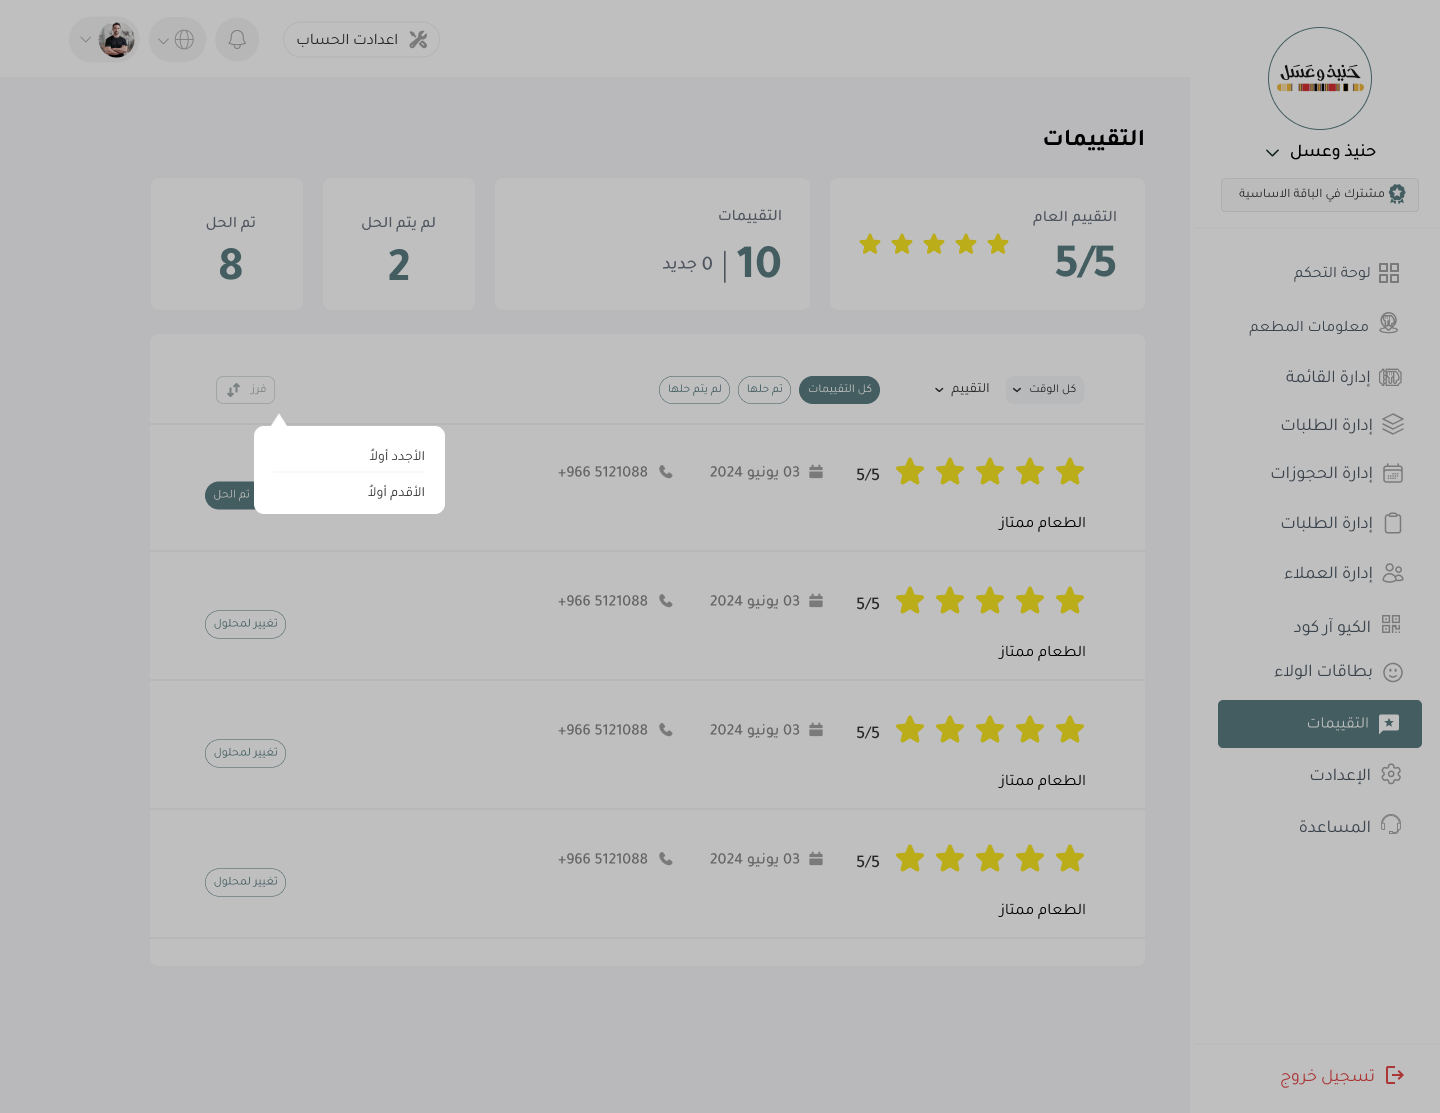 اعدادت الحساب
حنيذ وعسل
حنيذ وعسل
مشترك في الباقة الاساسية
لوحة التحكم
معلومات المطعم
إدارة القائمة
إدارة الطلبات
إدارة الحجوزات
إدارة الطلبات
إدارة العملاء
الكيو آر كود
بطاقات الولاء
التقييمات
الإعدادت
المساعدة
تسجيل خروج
التقييمات
التقييم العام
5/5
التقييمات
10 | 0 جديد
لم يتم الحل
2
تم الحل
8
كل الوقت
التقييم
كل التقييمات
تم حلها
لم يتم حلها
فرز
الأجدد أولاً
الأقدم أولاً
5/5
03 يونيو 2024
+966 5121088
تم الحل
الطعام ممتاز
5/5
03 يونيو 2024
+966 5121088
تغيير لمحلول
الطعام ممتاز
5/5
03 يونيو 2024
+966 5121088
تغيير لمحلول
الطعام ممتاز
5/5
03 يونيو 2024
+966 5121088
تغيير لمحلول
الطعام ممتاز